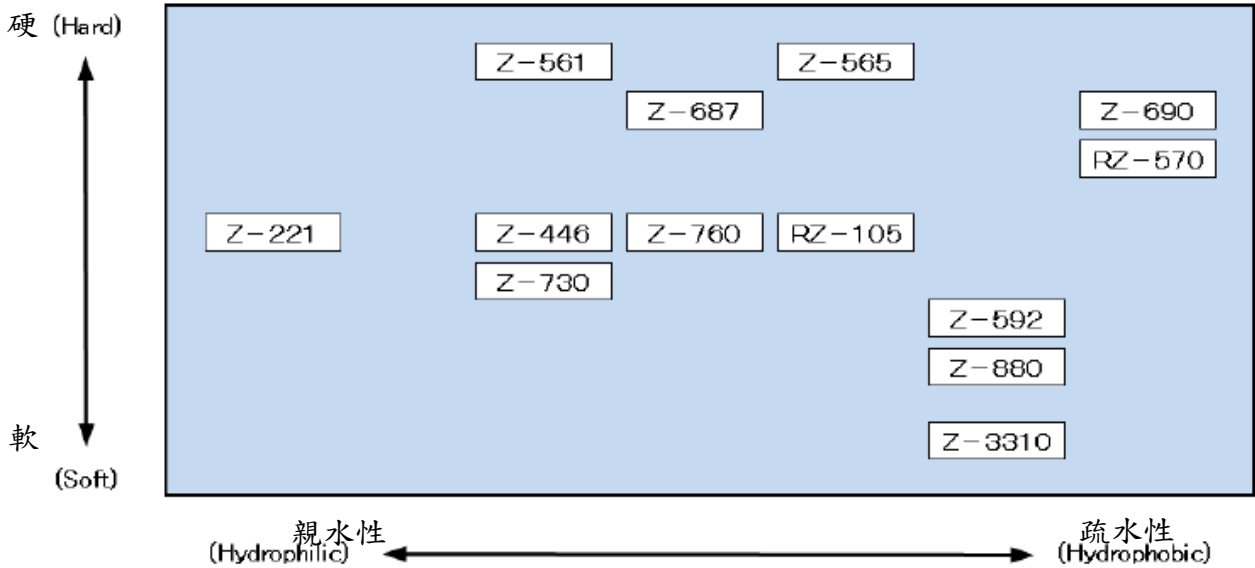 硬 (Hard)
Z-561
Z-565
Z-687
Z-690
RZ-570
Z-221
Z-446
Z-760
RZ-105
Z-730
Z-592
Z-880
軟
Z-3310
(Soft)
親水性
疏水性
(Hydrophilic)
(Hydrophobic)